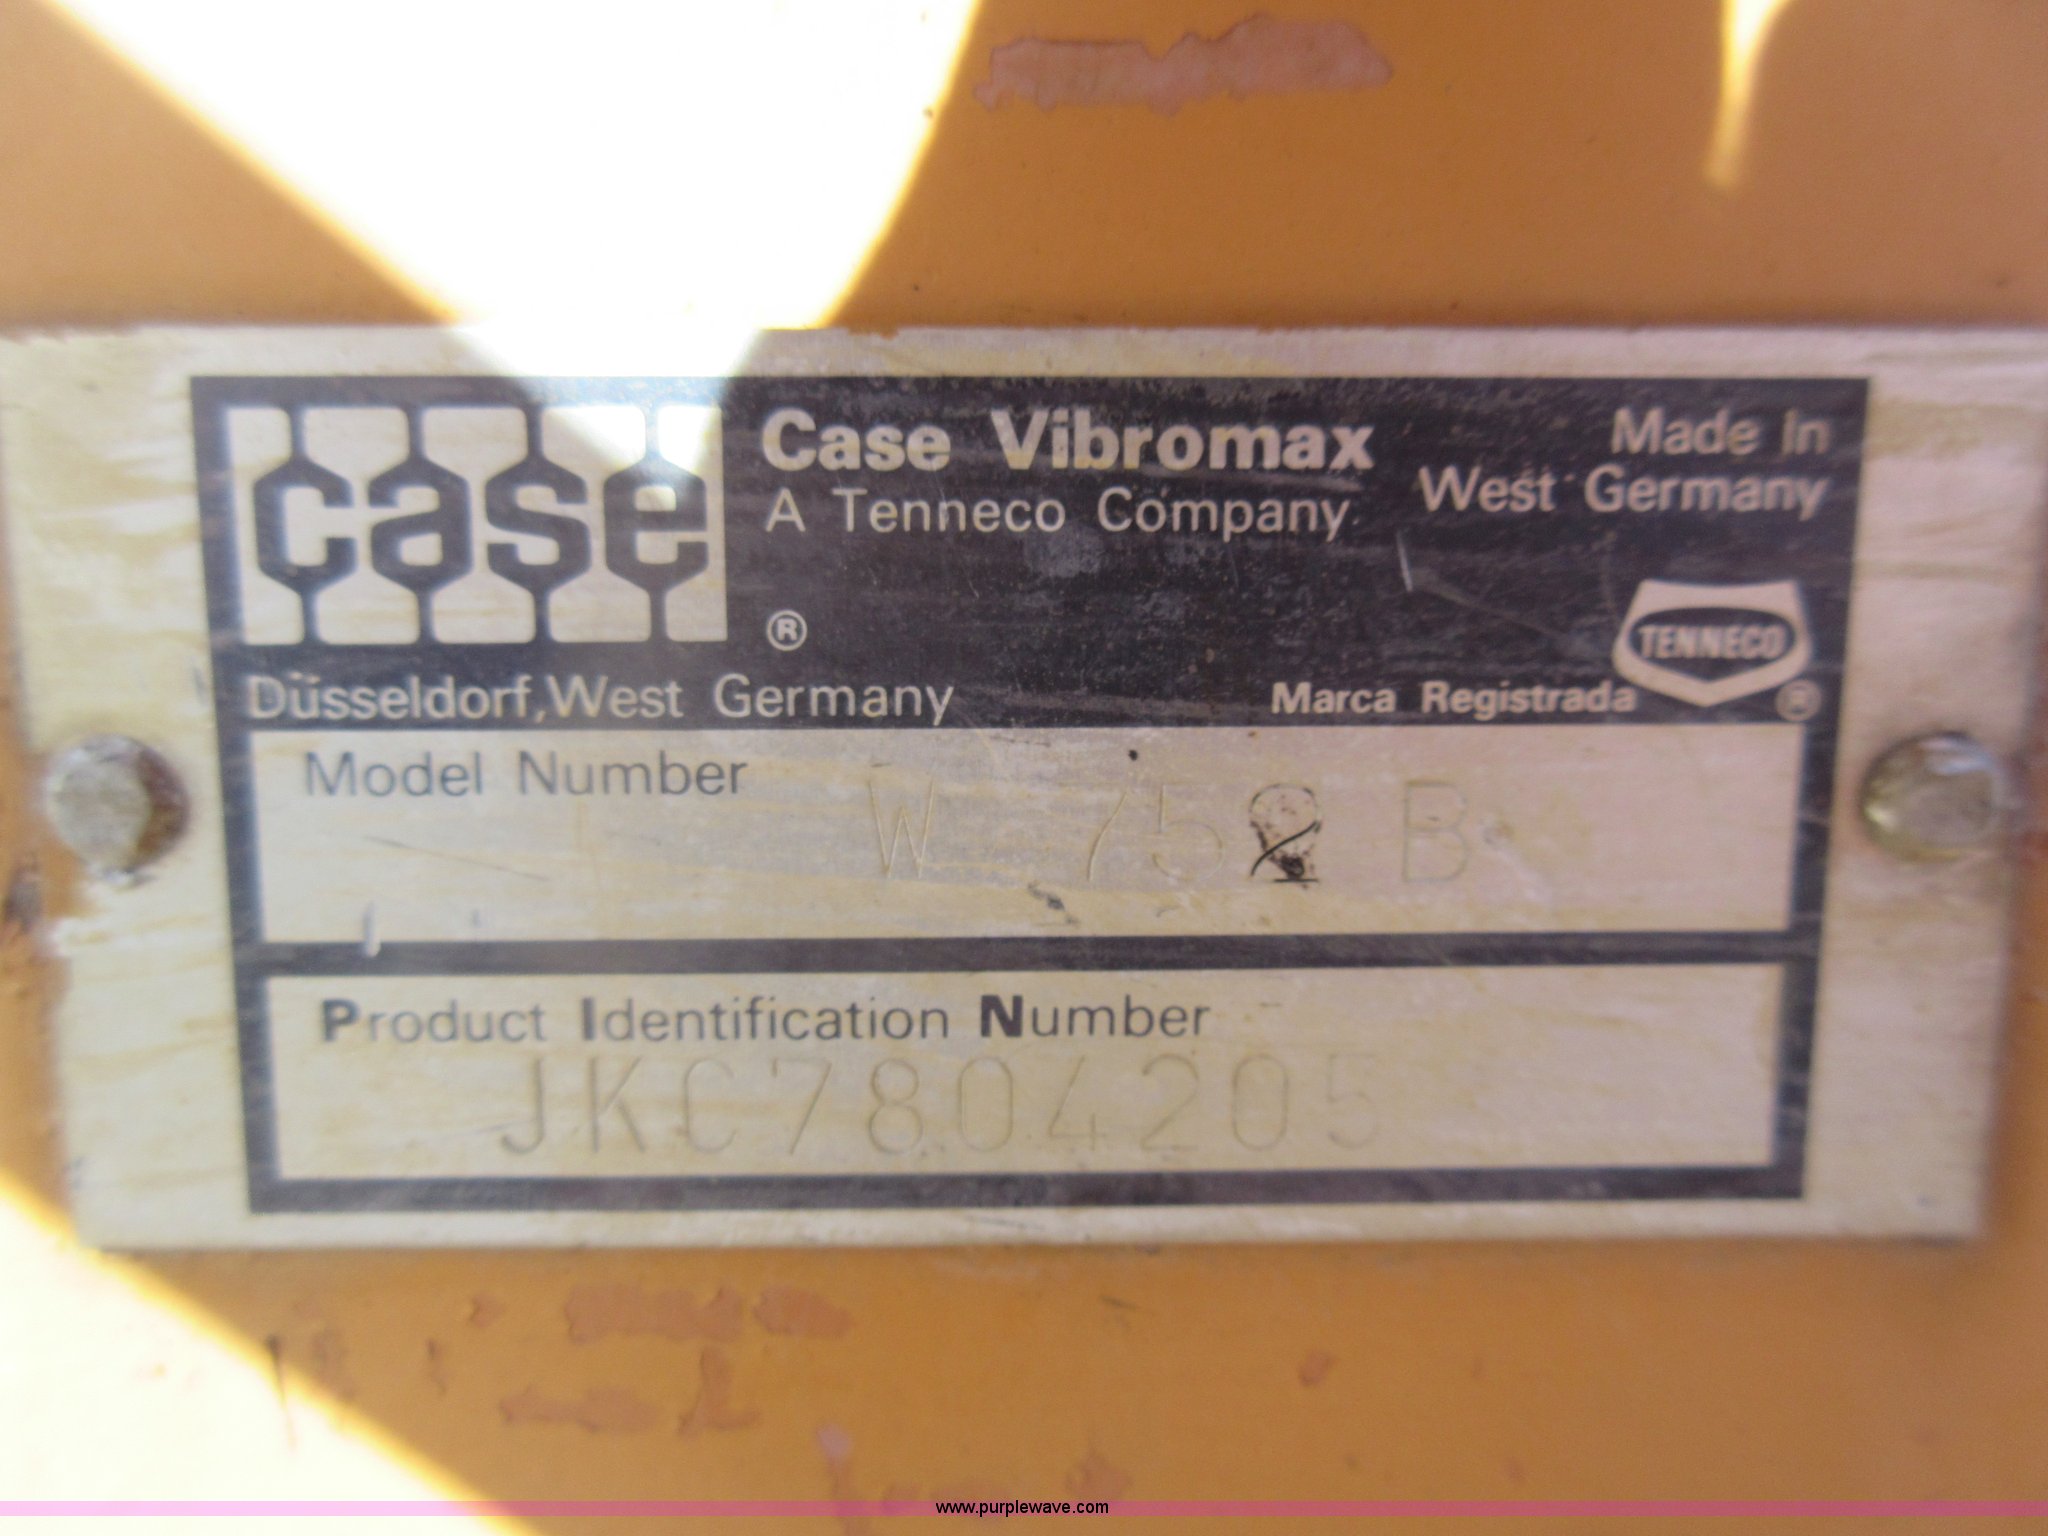 case
Case Vibromax
A Tenneco Company
Made in
West Germany
®
TENNECO
®
Düsseldorf, West Germany
Marca Registrada
Model Number
W 752 B
Product Identification Number
JKC7804205
www.purplewave.com